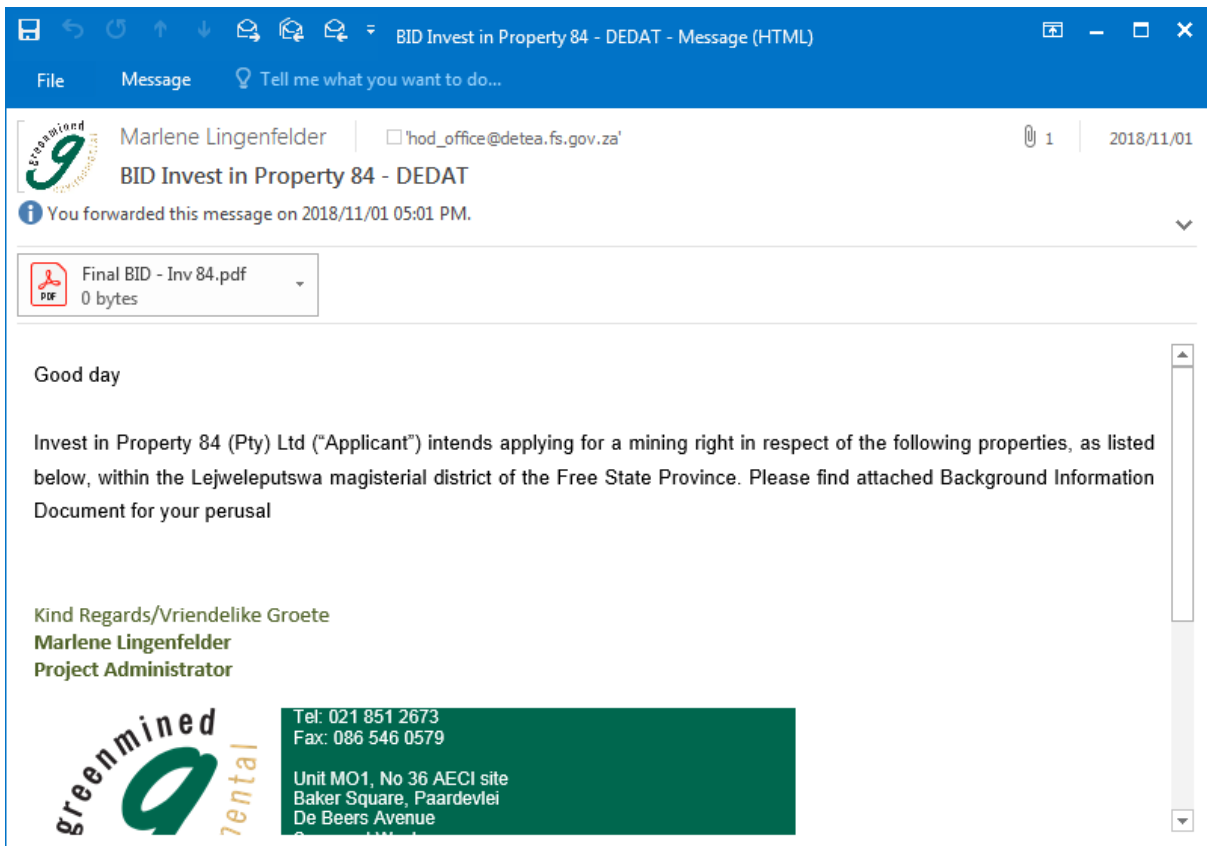 BID Invest in Property 84 - DEDAT - Message (HTML)
File Message Tell me what you want to do...
greenmined
Marlene Lingenfelder 'hod_office@detea.fs.gov.za' 1 2018/11/01
BID Invest in Property 84 - DEDAT
You forwarded this message on 2018/11/01 05:01 PM.
Final BID - Inv 84.pdf
PDF
0 bytes
Good day
Invest in Property 84 (Pty) Ltd (“Applicant”) intends applying for a mining right in respect of the following properties, as listed
below, within the Lejweleputswa magisterial district of the Free State Province. Please find attached Background Information
Document for your perusal
Kind Regards/Vriendelike Groete
Marlene Lingenfelder
Project Administrator
greenmined
mental
Tel: 021 851 2673
Fax: 086 546 0579
Unit MO1, No 36 AECI site
Baker Square, Paardevlei
De Beers Avenue